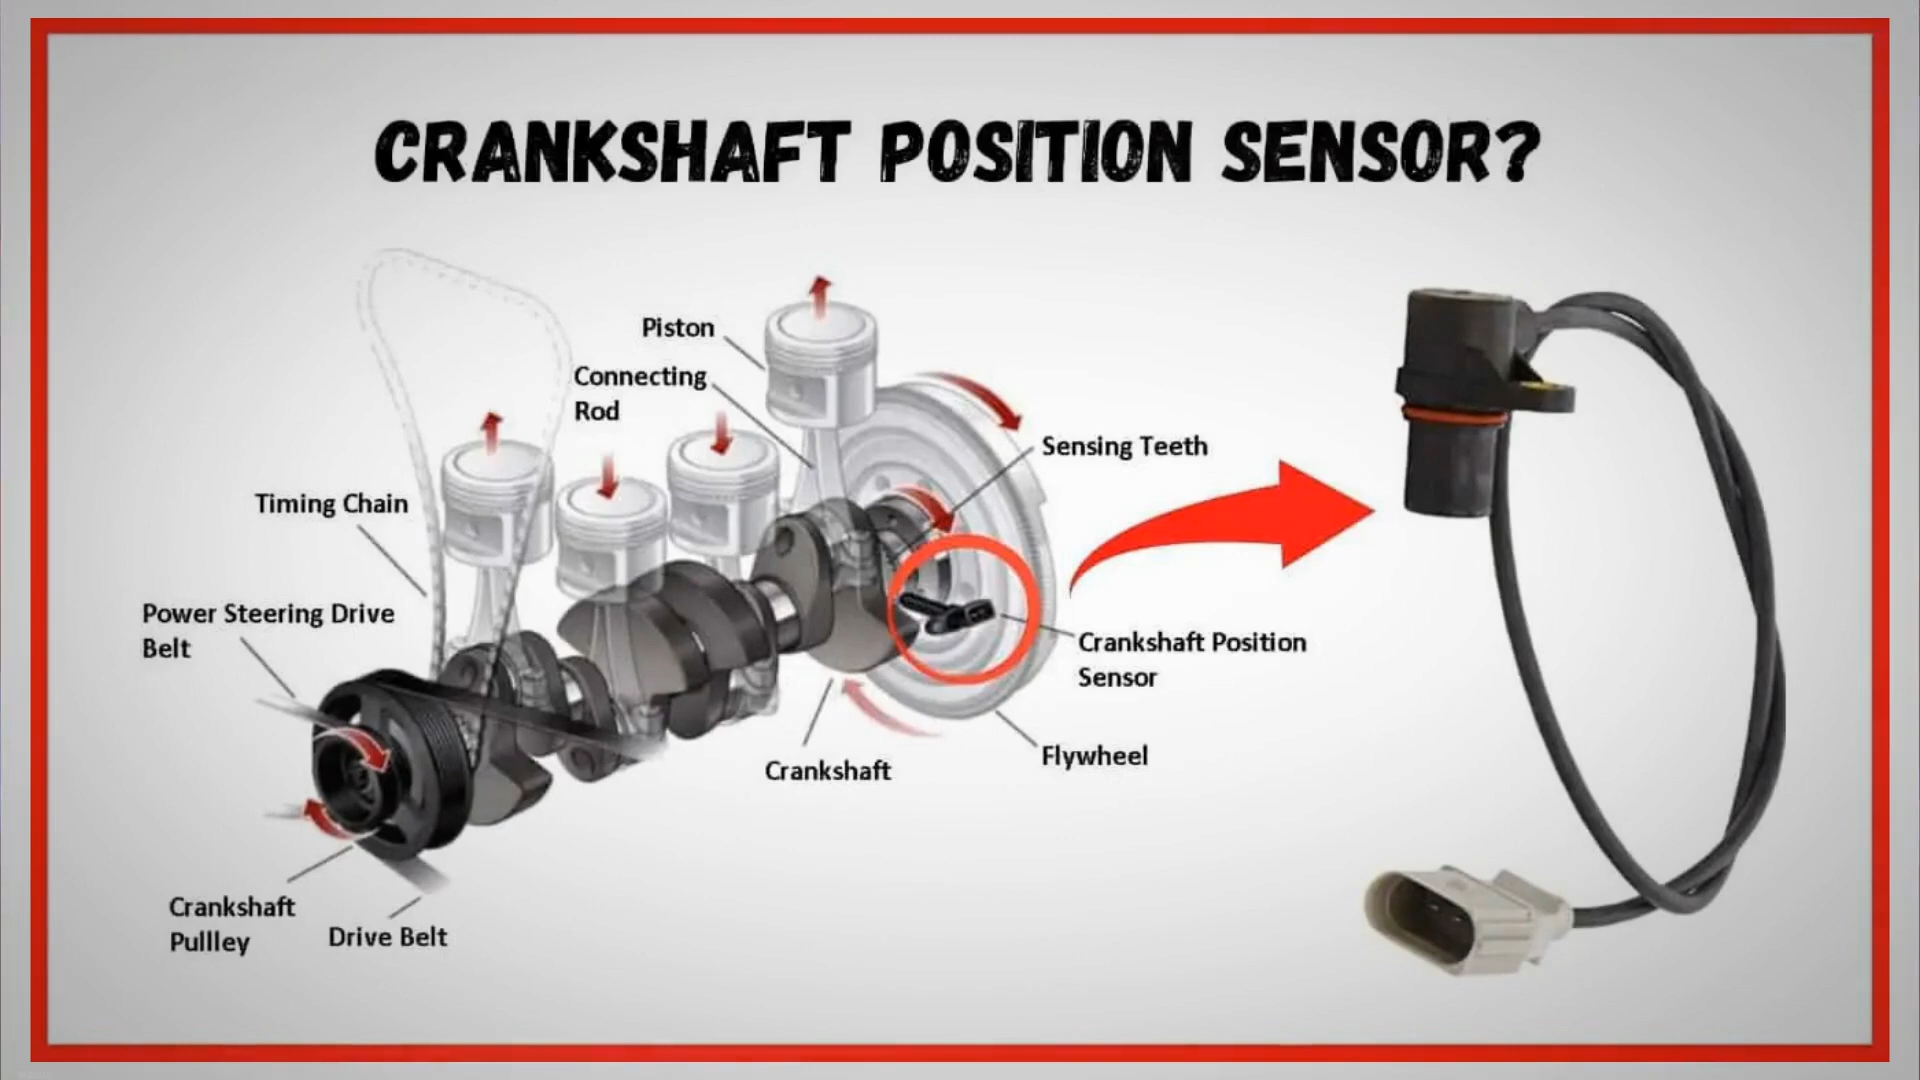 CRANKSHAFT POSITION SENSOR?
Piston
Connecting
Rod
Sensing Teeth
Timing Chain
Power Steering Drive
Belt
Crankshaft Position
Sensor
Crankshaft
Flywheel
Crankshaft
Pullley
Drive Belt